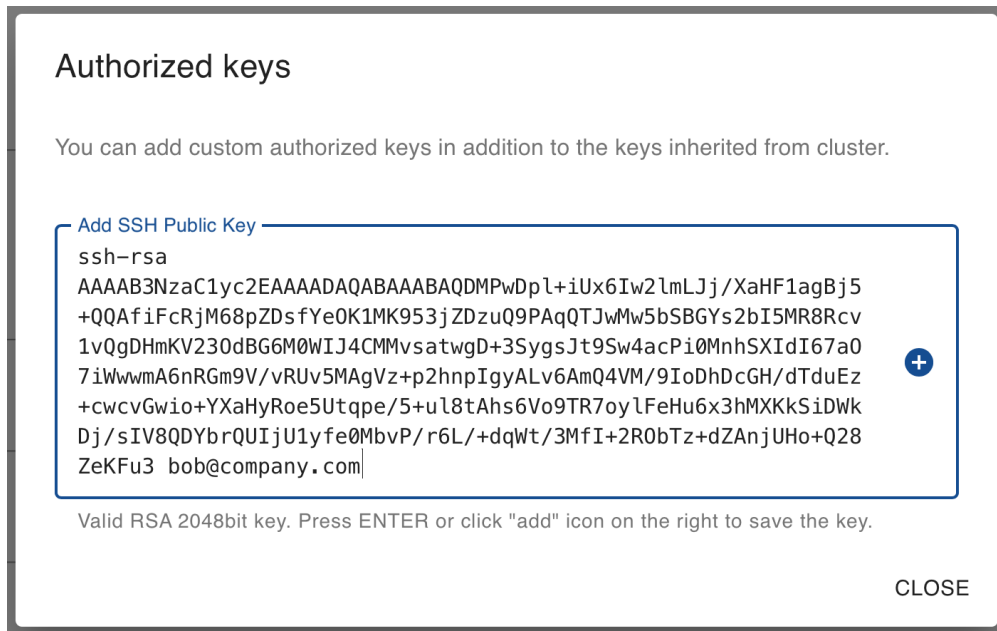 Authorized keys
You can add custom authorized keys in addition to the keys inherited from cluster.
Add SSH Public Key
ssh-rsa
AAAAB3NzaC1yc2EAAAADAQABAAABAQDMPwDpl+iUx6Iw2lmLJj/XaHF1agBj5
+QQAfiFcRjM68pZDsfYeOK1MK953jZDzuQ9PAqQTJwMw5bSBGYs2bI5MR8Rcv
1vQgDHmKV23OdBG6M0WIJ4CMMvsatwgD+3SygsJt9Sw4acPi0MnhSXIdI67aO
7iWwwmA6nRGm9V/vRUv5MAgVz+p2hnpIgyALv6AmQ4VM/9IoDhDcGH/dTduEz
+cwcvGwio+YXaHyRoe5Utqpe/5+ul8tAhs6Vo9TR7oylFeHu6x3hMXKkSiDWk
Dj/sIV8QDYbrQUIjU1yfe0MbvP/r6L/+dqWt/3MfI+2RObTz+dZAnjUHo+Q28
ZeKFu3 bob@company.com
Valid RSA 2048bit key. Press ENTER or click "add" icon on the right to save the key.
CLOSE